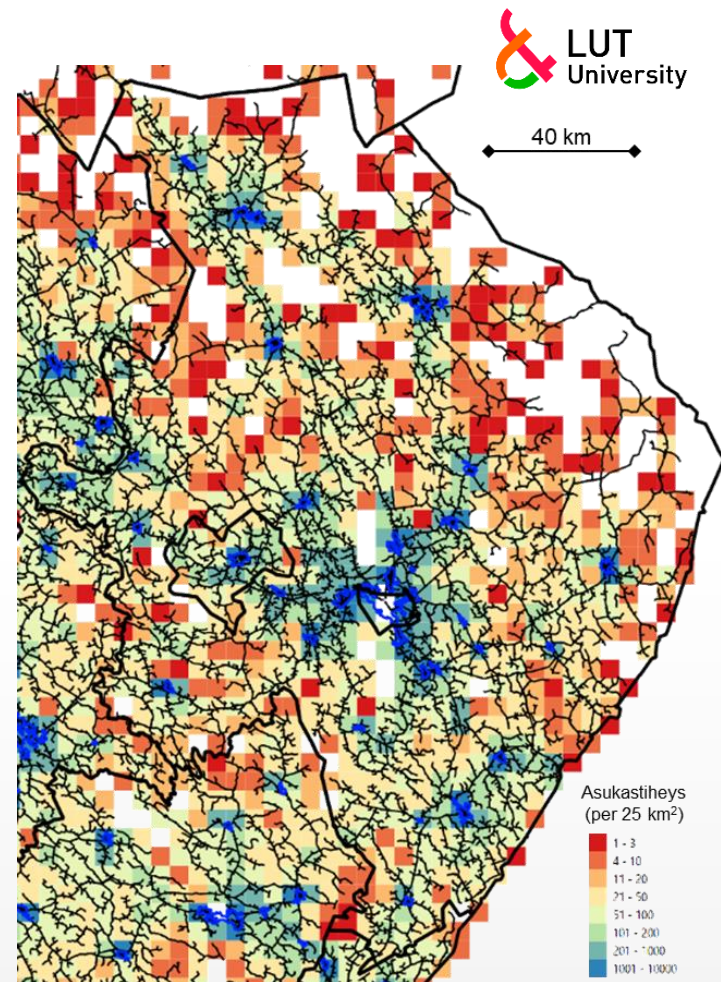 LUT
University
40 km
Asukastiheys
(per 25 km²)
1 - 3
4 - 10
11 - 20
21 - 50
51 - 100
101 - 200
201 - 1000
1001 - 10000